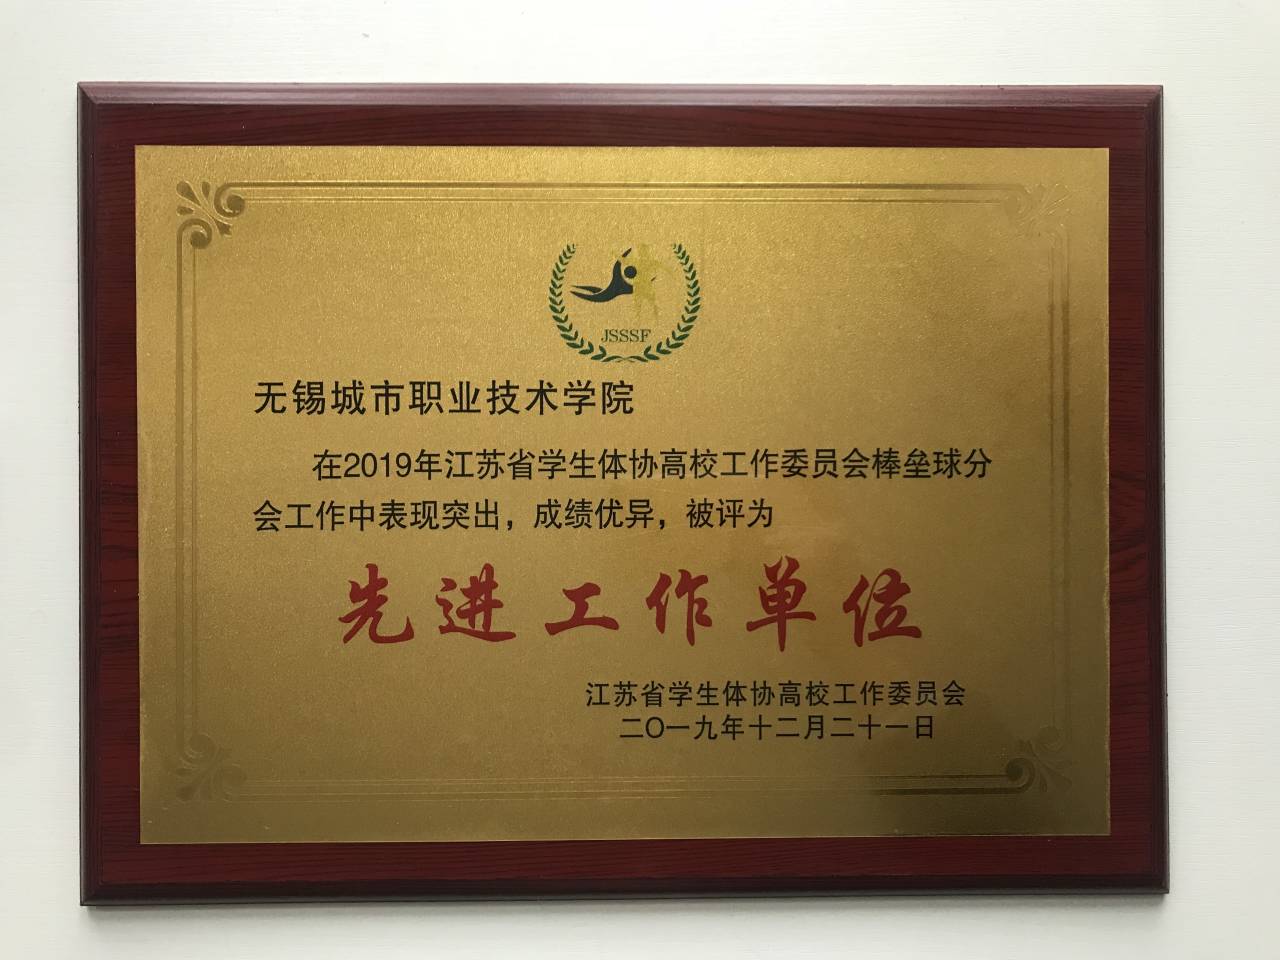 JSSSF
无锡城市职业技术学院
在2019年江苏省学生体协高校工作委员会棒垒球分
会工作中表现突出，成绩优异，被评为
先进工作单位
江苏省学生体协高校工作委员会
二〇一九年十二月二十一日